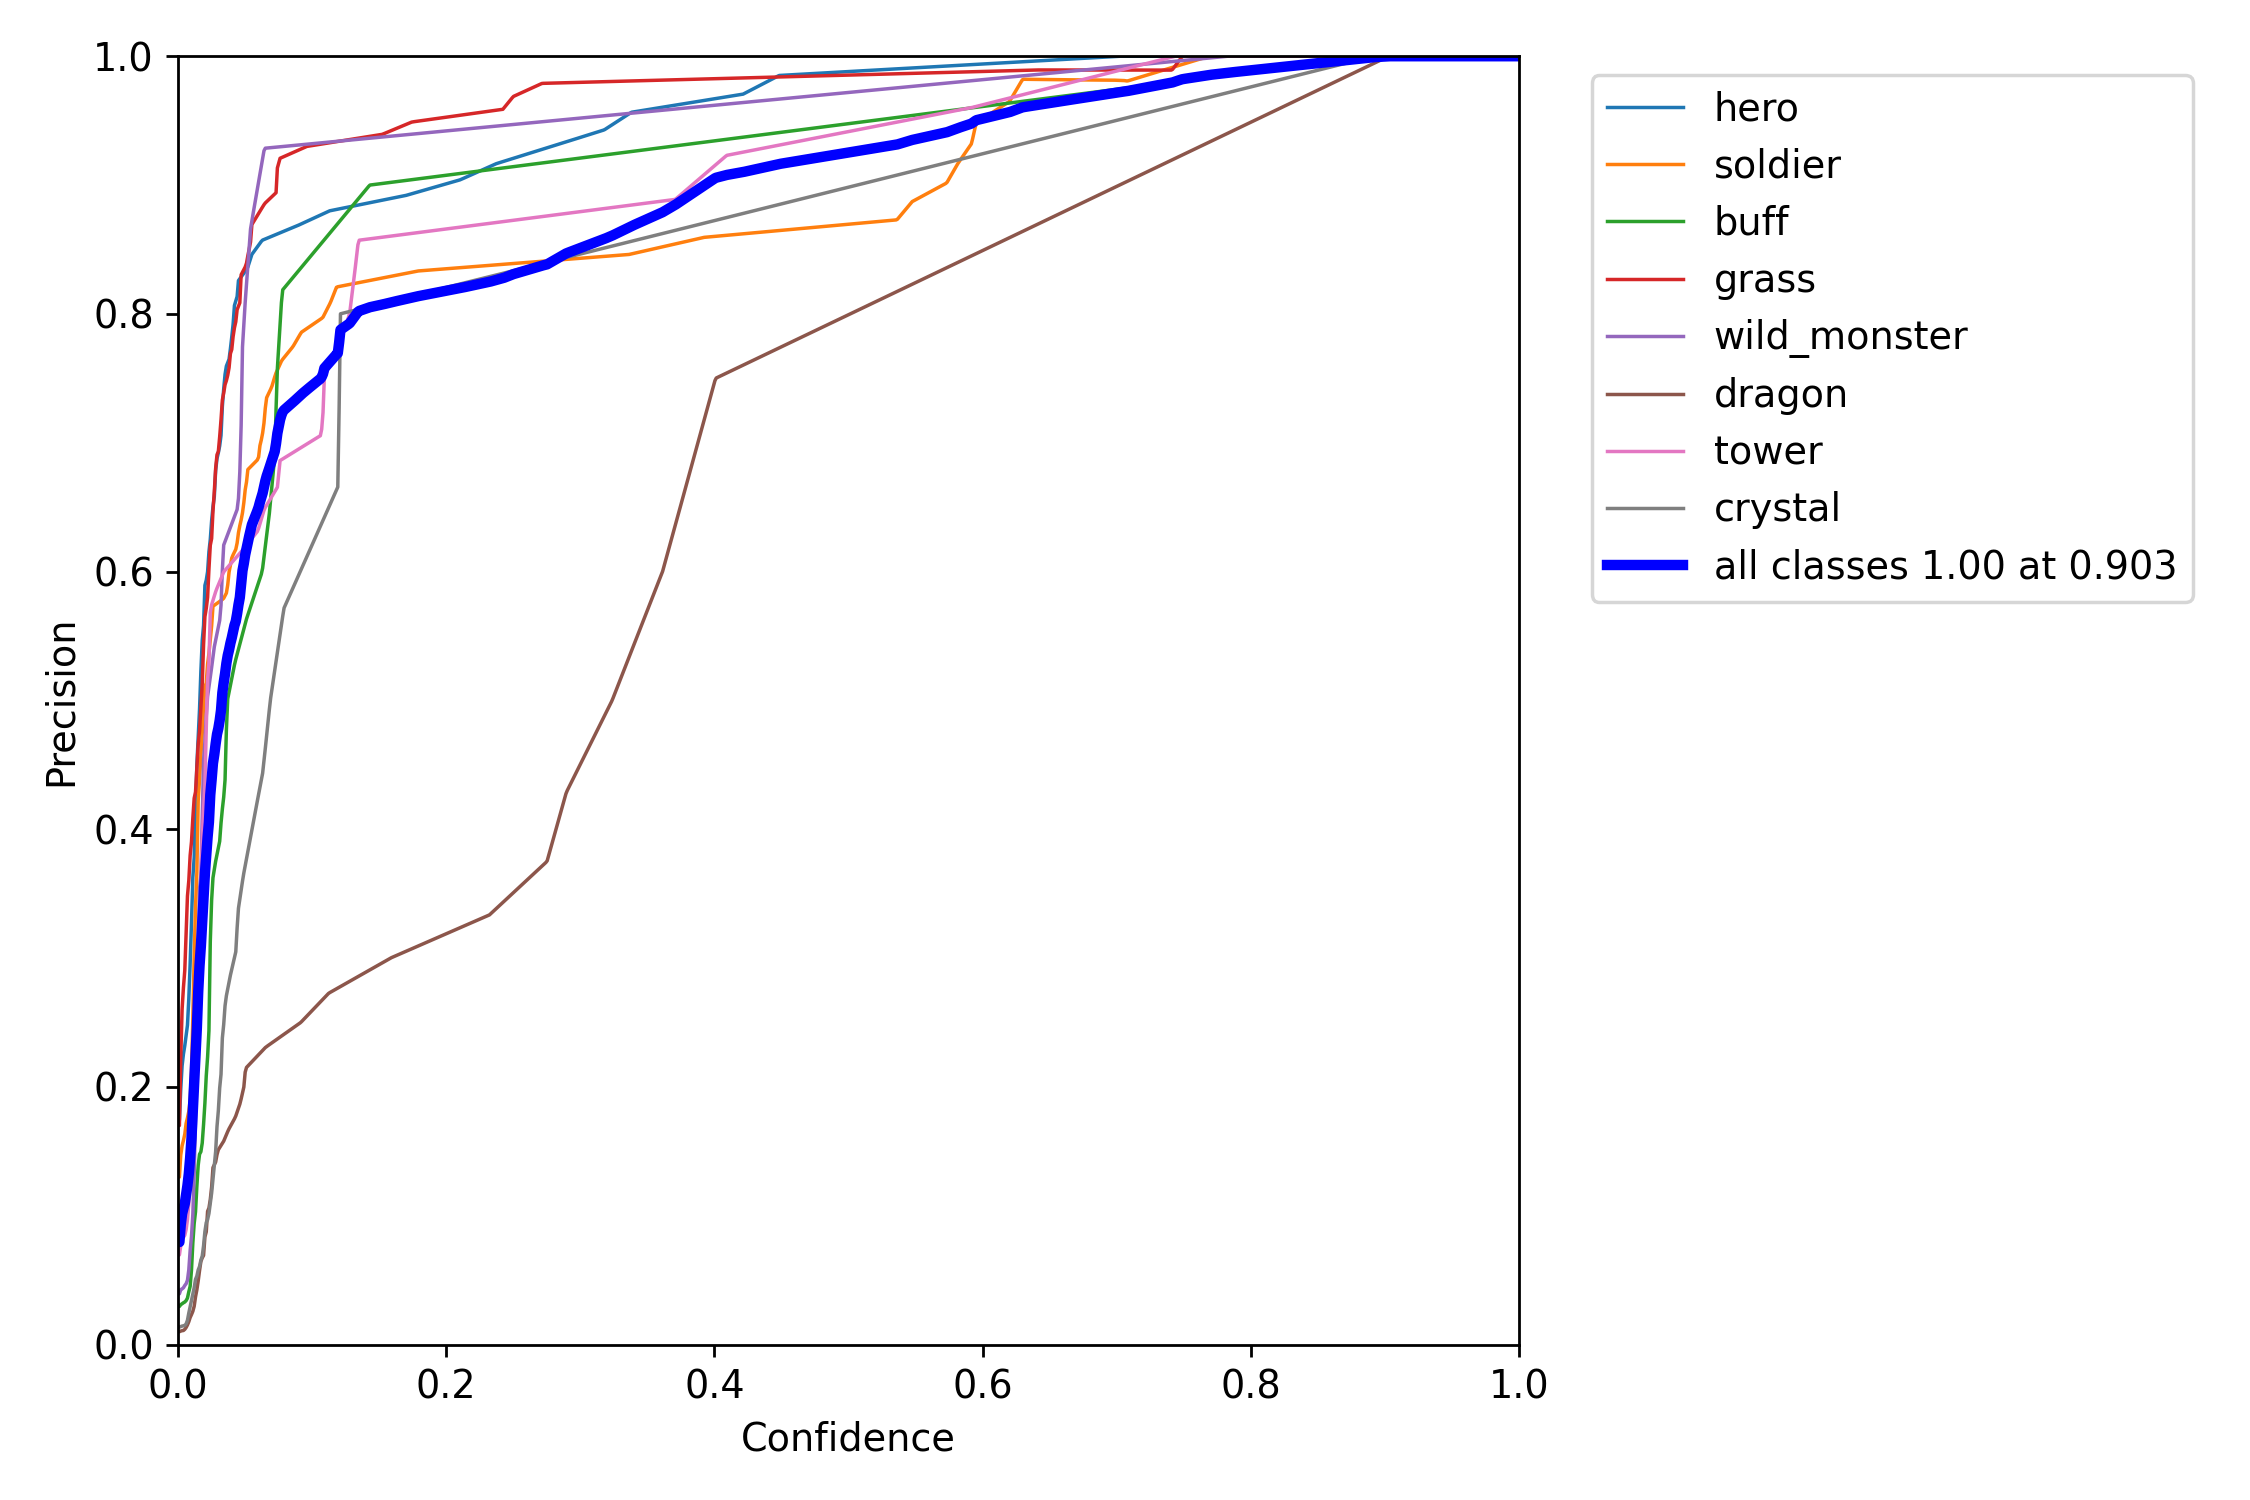 1.0
0.8
0.6
0.4
0.2
0.0
0.0 0.2 0.4 0.6 0.8 1.0
Precision
Confidence
hero
soldier
buff
grass
wild_monster
dragon
tower
crystal
all classes 1.00 at 0.903